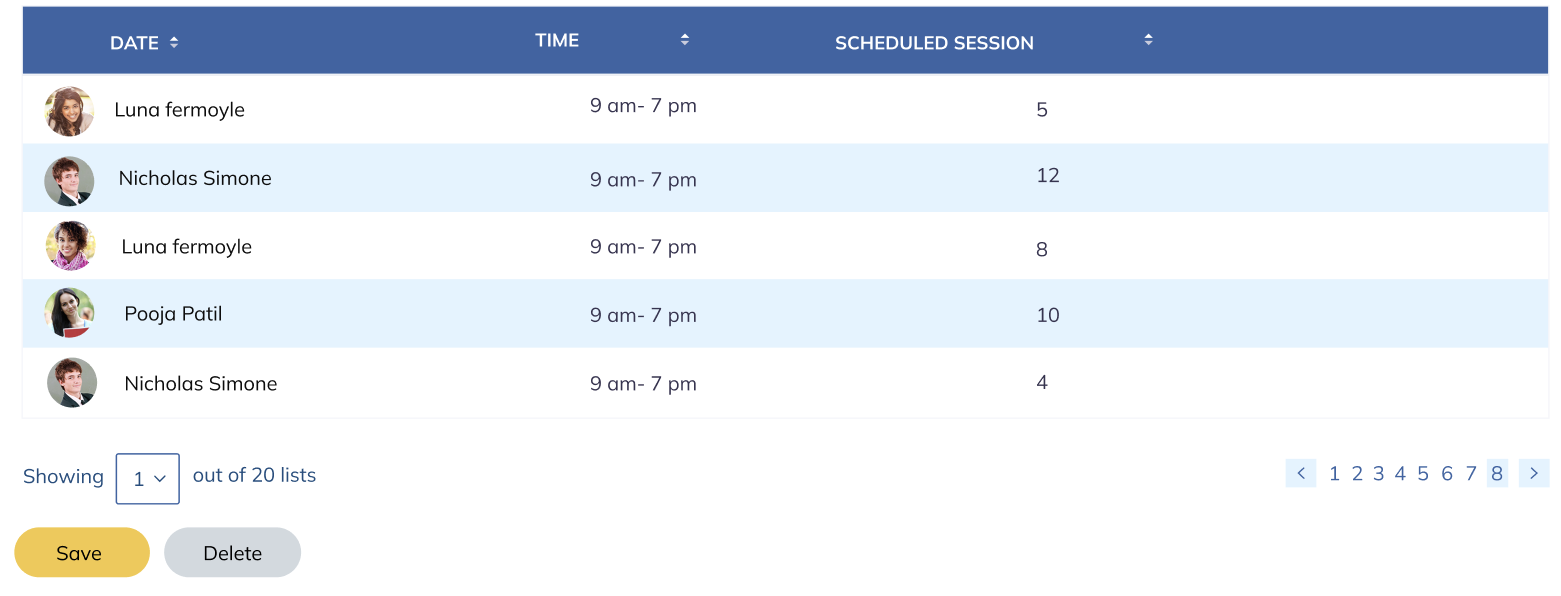 DATE TIME SCHEDULED SESSION
Luna fermoyle 9 am- 7 pm 5
Nicholas Simone 9 am- 7 pm 12
Luna fermoyle 9 am- 7 pm 8
Pooja Patil 9 am- 7 pm 10
Nicholas Simone 9 am- 7 pm 4
Showing 1 out of 20 lists 1 2 3 4 5 6 7 8
Save Delete